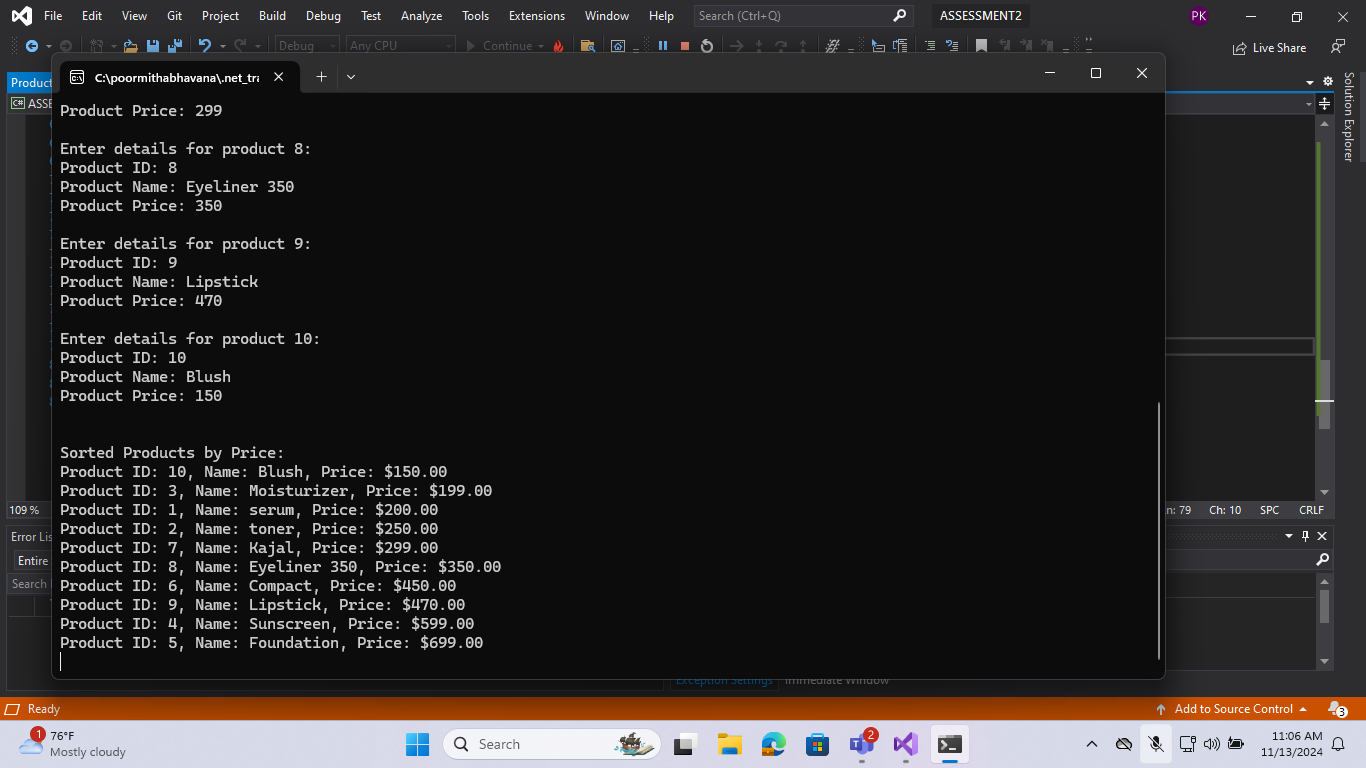 File Edit View Git Project Build Debug Test Analyze Tools Extensions Window Help Search (Ctrl+Q) ASSESSMENT2 PK
Debug Any CPU Continue Live Share
C:\poormithabhavana\.net_tra
Product
C# ASSE
Solution Explorer
Product Price: 299
Enter details for product 8:
Product ID: 8
Product Name: Eyeliner 350
Product Price: 350
Enter details for product 9:
Product ID: 9
Product Name: Lipstick
Product Price: 470
Enter details for product 10:
Product ID: 10
Product Name: Blush
Product Price: 150
Sorted Products by Price:
Product ID: 10, Name: Blush, Price: $150.00
Product ID: 3, Name: Moisturizer, Price: $199.00
Product ID: 1, Name: serum, Price: $200.00
Product ID: 2, Name: toner, Price: $250.00
Product ID: 7, Name: Kajal, Price: $299.00
Product ID: 8, Name: Eyeliner 350, Price: $350.00
Product ID: 6, Name: Compact, Price: $450.00
Product ID: 9, Name: Lipstick, Price: $470.00
Product ID: 4, Name: Sunscreen, Price: $599.00
Product ID: 5, Name: Foundation, Price: $699.00
109 % n: 79 Ch: 10 SPC CRLF
Error Lis
Entire
Search
Exception Settings Immediate Window
Ready Add to Source Control 3
1 76°F
Mostly cloudy
Search 2
11:06 AM
11/13/2024